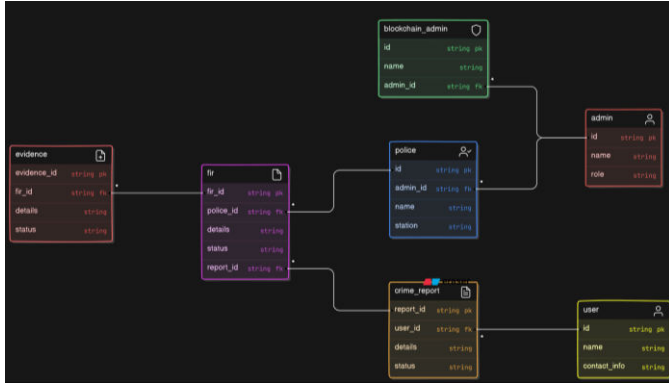 blockchain_admin
id string pk
name string
admin_id string fk
admin
id string pk
name string
role string
evidence
evidence_id string pk
fir_id string fk
details string
status string
fir
fir_id string pk
police_id string fk
details string
status string
report_id string fk
police
id string pk
admin_id string fk
name string
station string
crime_report
report_id string pk
user_id string fk
details string
status string
user
id string pk
name string
contact_info string